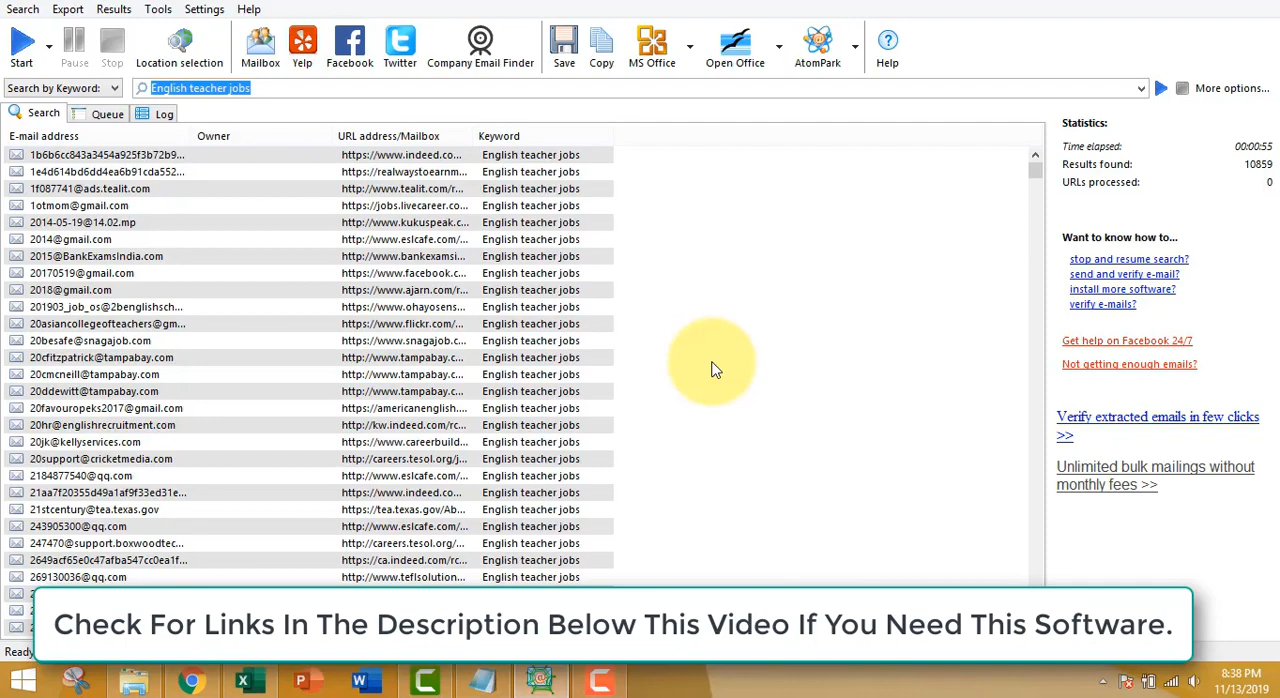 Search Export Results Tools Settings Help
Start Pause Stop Location selection Mailbox Yelp Facebook Twitter Company Email Finder Save Copy MS Office Open Office AtomPark Help
Search by Keyword: English teacher jobs More options...
Search Queue Log
E-mail address Owner URL address/Mailbox Keyword
1b6b6cc843a3454a925f3b72b9... https://www.indeed.co... English teacher jobs
1e4d614bd6dd4ea6b91cda552... https://realwaystoearnm... English teacher jobs
1f087741@ads.tealit.com http://www.tealit.com/r... English teacher jobs
1otmom@gmail.com https://jobs.livecareer.co... English teacher jobs
2014-05-19@14.02.mp http://www.kukuspeak.c... English teacher jobs
2014@gmail.com http://www.eslcafe.com/... English teacher jobs
2015@BankExamsIndia.com http://www.bankexamsi... English teacher jobs
20170519@gmail.com https://www.facebook.c... English teacher jobs
2018@gmail.com https://www.ajarn.com/r... English teacher jobs
201903_job_os@2benglishsch... https://www.ohayosens... English teacher jobs
20asiancollegeofteachers@gm... https://www.flickr.com/... English teacher jobs
20besafe@snagajob.com https://www.snagajob.c... English teacher jobs
20cfitzpatrick@tampabay.com https://www.tampabay.c... English teacher jobs
20cmcneill@tampabay.com https://www.tampabay.c... English teacher jobs
20ddewitt@tampabay.com https://www.tampabay.c... English teacher jobs
20favouropeks2017@gmail.com https://americanenglish.... English teacher jobs
20hr@englishrecruitment.com http://kw.indeed.com/rc... English teacher jobs
20jk@kellyservices.com https://www.careerbuild... English teacher jobs
20support@cricketmedia.com http://careers.tesol.org/j... English teacher jobs
2184877540@qq.com https://www.eslcafe.com/... English teacher jobs
21aa7f20355d49a1af9f33ed31e... https://www.indeed.co... English teacher jobs
21stcentury@tea.texas.gov https://tea.texas.gov/Ab... English teacher jobs
243905300@qq.com http://www.eslcafe.com/... English teacher jobs
247470@support.boxwoodtec... http://careers.tesol.org/... English teacher jobs
2649acf65e0c47afba547cc0ea1f... https://ca.indeed.com/rc... English teacher jobs
269130036@qq.com http://www.teflsolution... English teacher jobs
Statistics:
Time elapsed: 00:00:55
Results found: 10859
URLs processed: 0
Want to know how to...
stop and resume search?
send and verify e-mail?
install more software?
verify e-mails?
Get help on Facebook 24/7
Not getting enough emails?
Verify extracted emails in few clicks
>>
Unlimited bulk mailings without
monthly fees >>
Check For Links In The Description Below This Video If You Need This Software.
Ready
8:38 PM
11/13/2019